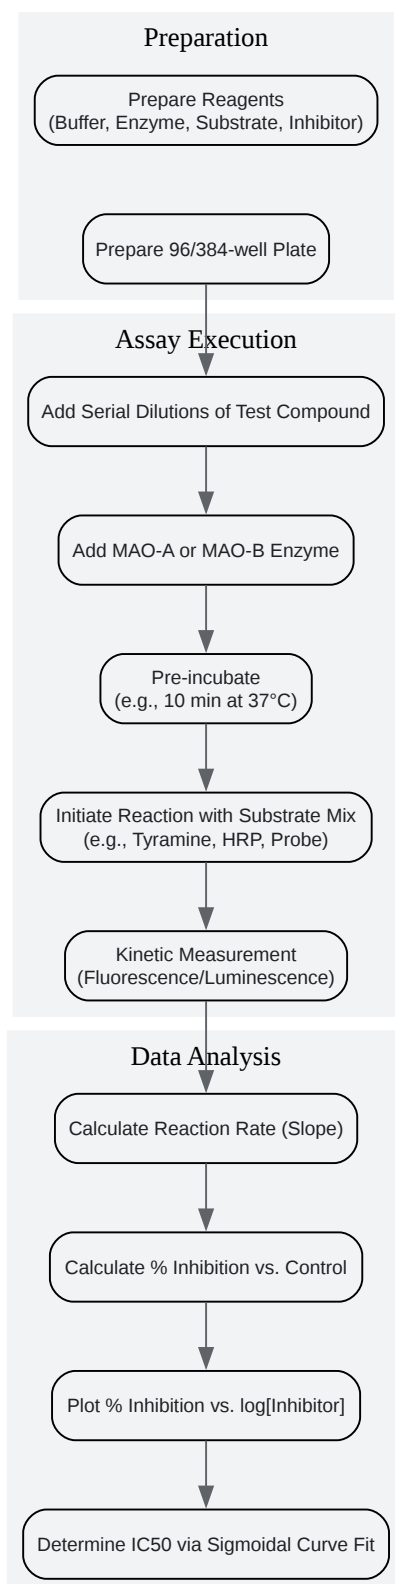 Preparation
Prepare Reagents
(Buffer, Enzyme, Substrate, Inhibitor)
Prepare 96/384-well Plate
Assay Execution
Add Serial Dilutions of Test Compound
Add MAO-A or MAO-B Enzyme
Pre-incubate
(e.g., 10 min at 37°C)
Initiate Reaction with Substrate Mix
(e.g., Tyramine, HRP, Probe)
Kinetic Measurement
(Fluorescence/Luminescence)
Data Analysis
Calculate Reaction Rate (Slope)
Calculate % Inhibition vs. Control
Plot % Inhibition vs. log[Inhibitor]
Determine IC50 via Sigmoidal Curve Fit